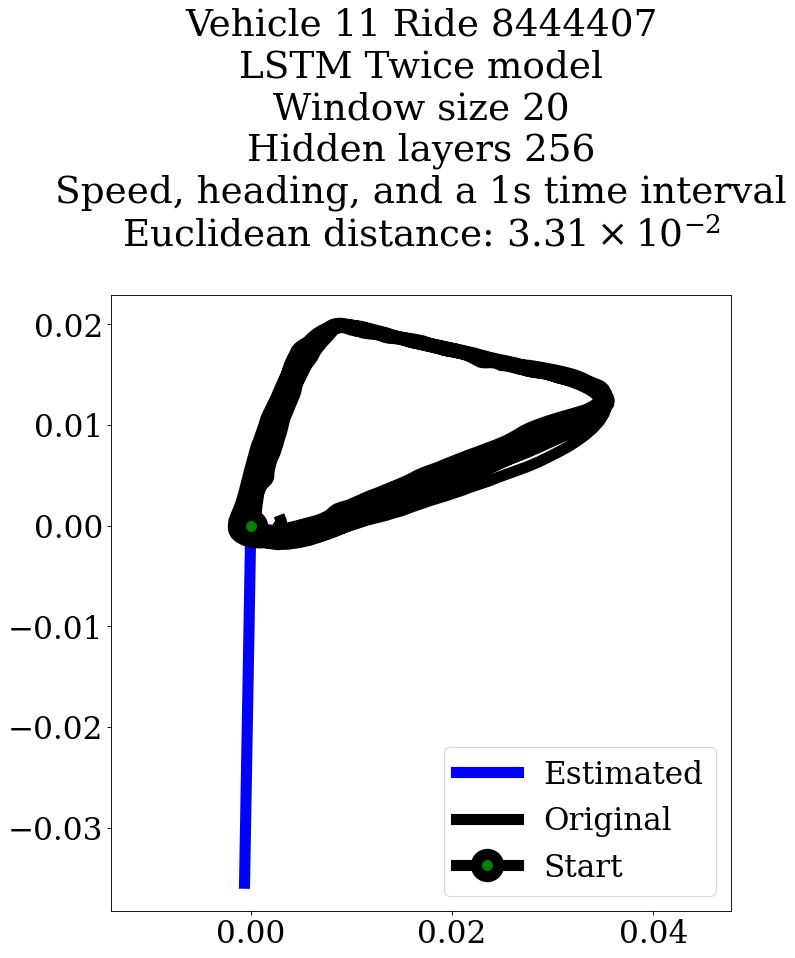 Vehicle 11 Ride 8444407
LSTM Twice model
Window size 20
Hidden layers 256
Speed, heading, and a 1s time interval
Euclidean distance: 3.31 × 10⁻²
0.02
0.01
0.00
−0.01
−0.02
−0.03
Estimated
Original
Start
0.00 0.02 0.04